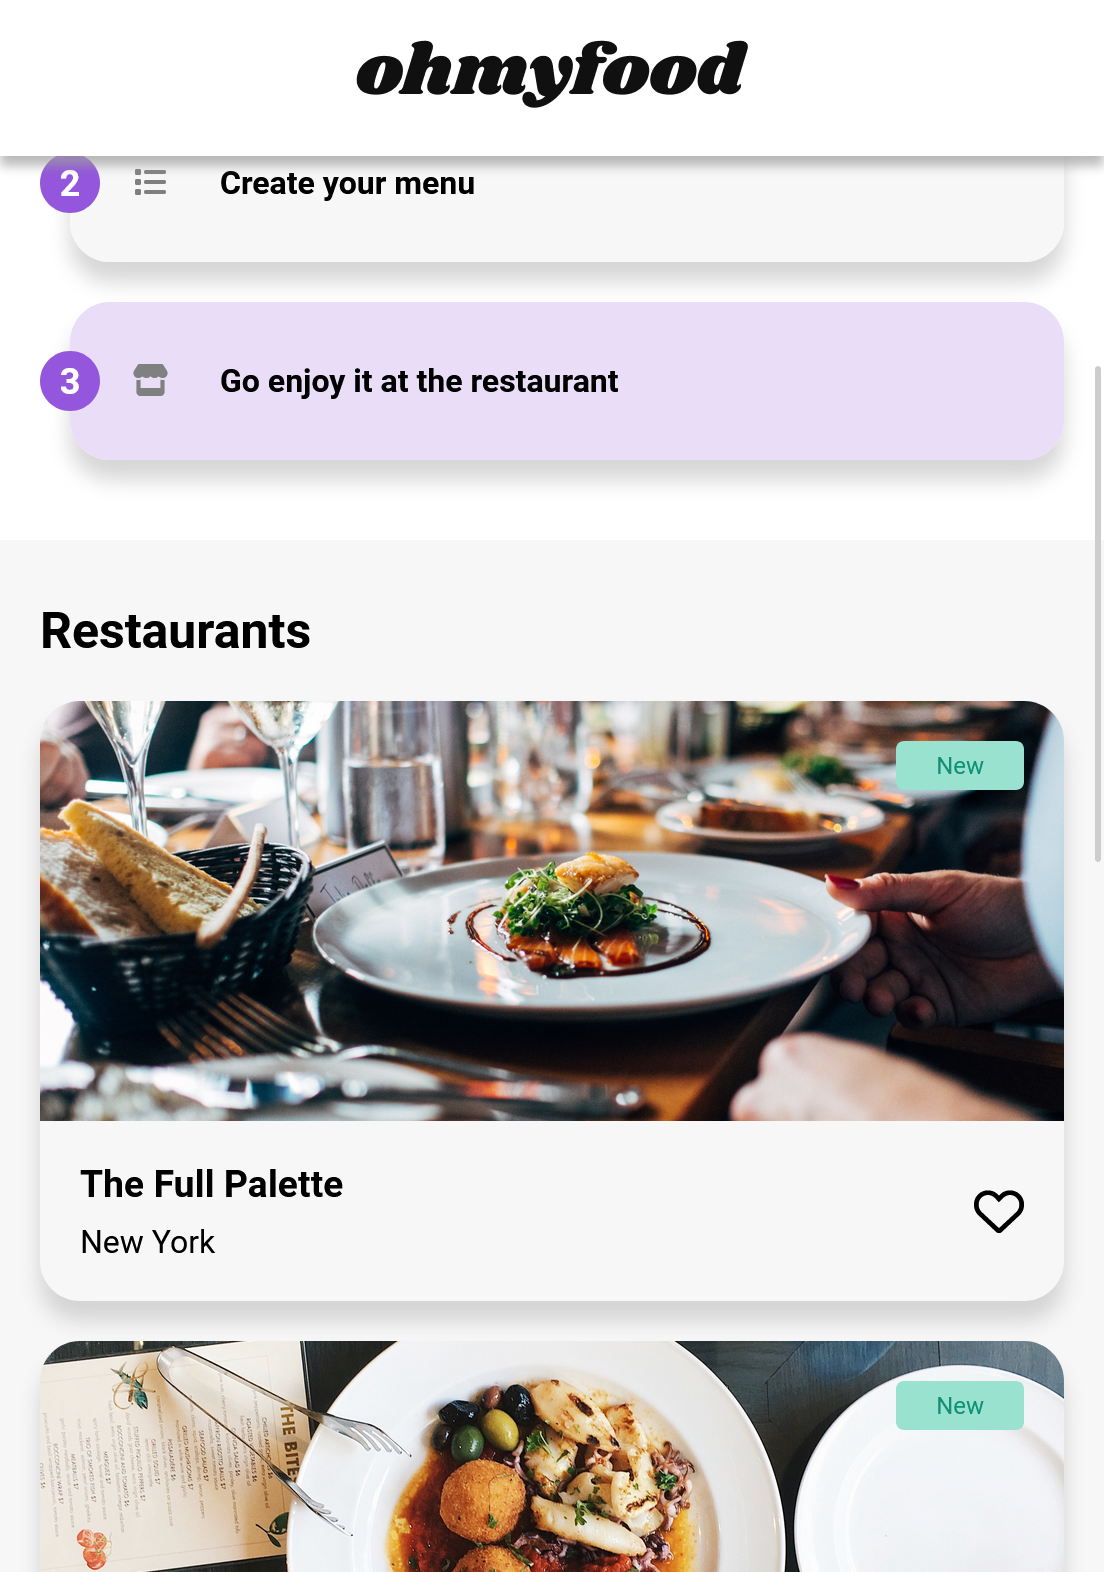 ohmyfood
2
Create your menu
3
Go enjoy it at the restaurant
Restaurants
New
The Full Palette
New York
New
THE BITE